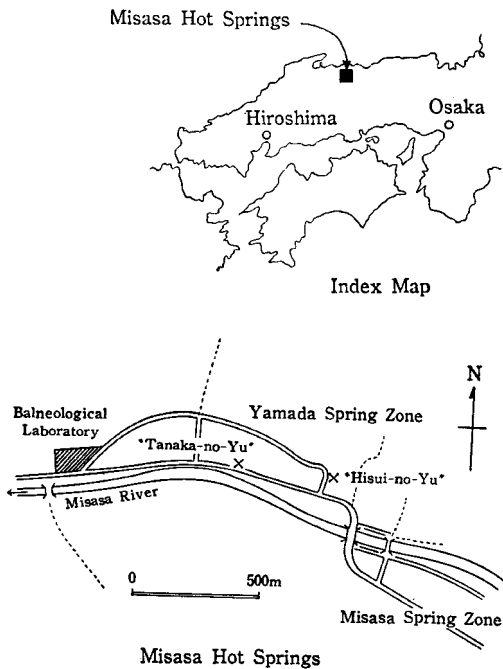 Misasa Hot Springs
Hiroshima
Osaka
Index Map
N
Balneological
Laboratory
Yamada Spring Zone
"Tanaka-no-Yu"
"Hisui-no-Yu"
Misasa River
0 500m
Misasa Spring Zone
Misasa Hot Springs